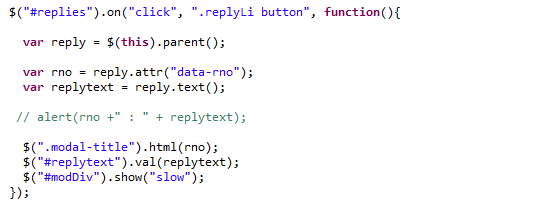 $("#replies").on("click", ".replyLi button", function(){
var reply = $(this).parent();
var rno = reply.attr("data-rno");
var replytext = reply.text();
// alert(rno +" : " + replytext);
$(".modal-title").html(rno);
$("#replytext").val(replytext);
$("#modDiv").show("slow");
});